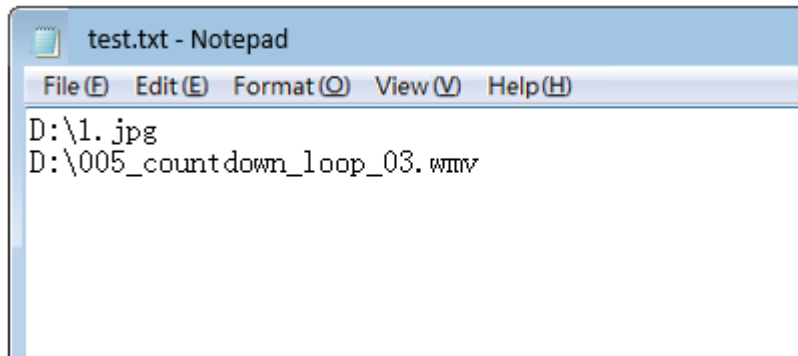 test.txt - Notepad
File(F) Edit(E) Format(O) View(V) Help(H)
D:\1.jpg
D:\005_countdown_loop_03.wmv